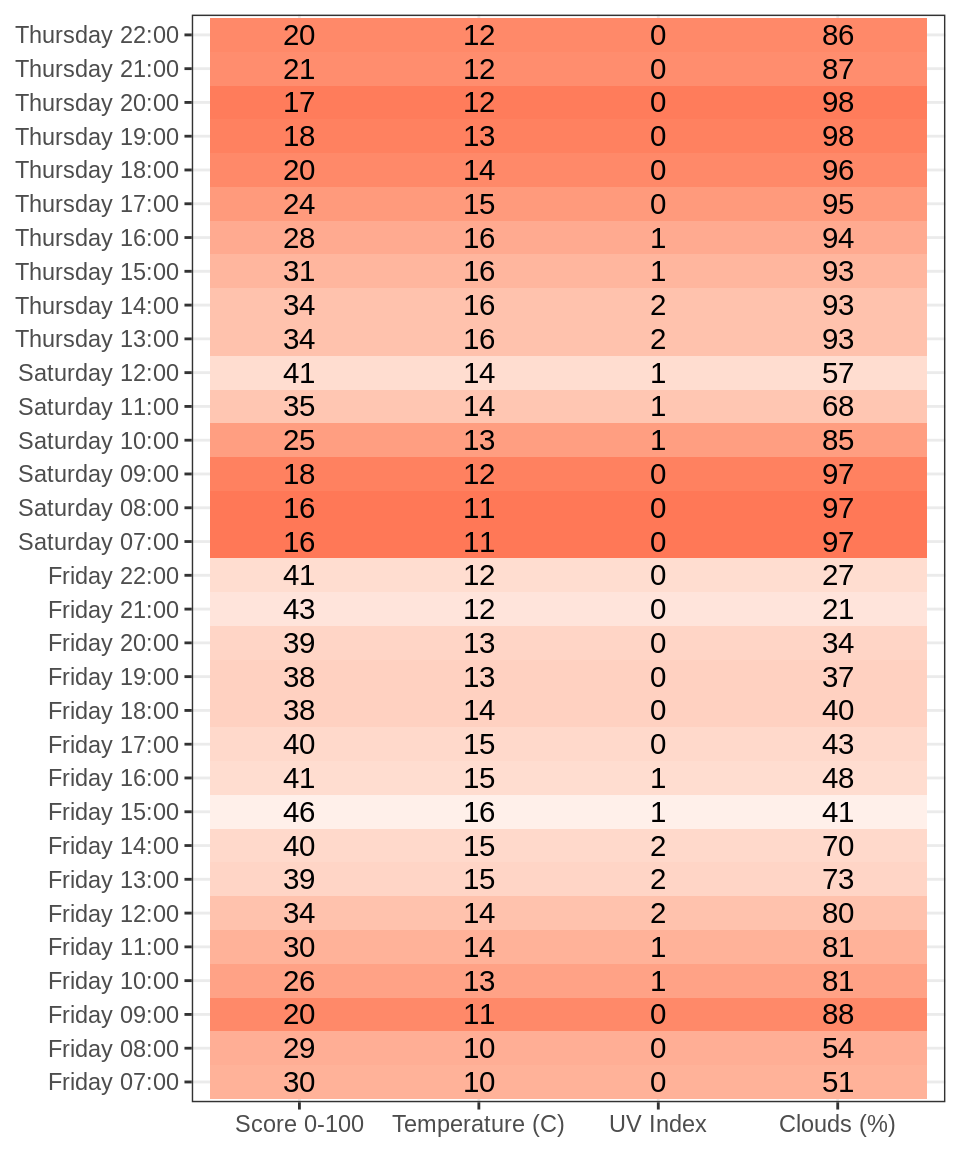 Thursday 22:00 20 12 0 86
Thursday 21:00 21 12 0 87
Thursday 20:00 17 12 0 98
Thursday 19:00 18 13 0 98
Thursday 18:00 20 14 0 96
Thursday 17:00 24 15 0 95
Thursday 16:00 28 16 1 94
Thursday 15:00 31 16 1 93
Thursday 14:00 34 16 2 93
Thursday 13:00 34 16 2 93
Saturday 12:00 41 14 1 57
Saturday 11:00 35 14 1 68
Saturday 10:00 25 13 1 85
Saturday 09:00 18 12 0 97
Saturday 08:00 16 11 0 97
Saturday 07:00 16 11 0 97
Friday 22:00 41 12 0 27
Friday 21:00 43 12 0 21
Friday 20:00 39 13 0 34
Friday 19:00 38 13 0 37
Friday 18:00 38 14 0 40
Friday 17:00 40 15 0 43
Friday 16:00 41 15 1 48
Friday 15:00 46 16 1 41
Friday 14:00 40 15 2 70
Friday 13:00 39 15 2 73
Friday 12:00 34 14 2 80
Friday 11:00 30 14 1 81
Friday 10:00 26 13 1 81
Friday 09:00 20 11 0 88
Friday 08:00 29 10 0 54
Friday 07:00 30 10 0 51
Score 0-100 Temperature (C) UV Index Clouds (%)